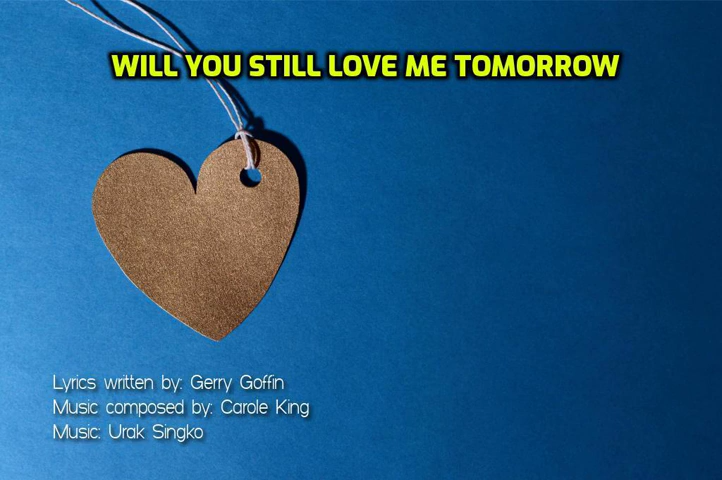 WILL YOU STILL LOVE ME TOMORROW
Lyrics written by: Gerry Goffin
Music composed by: Carole King
Music: Urak Singko